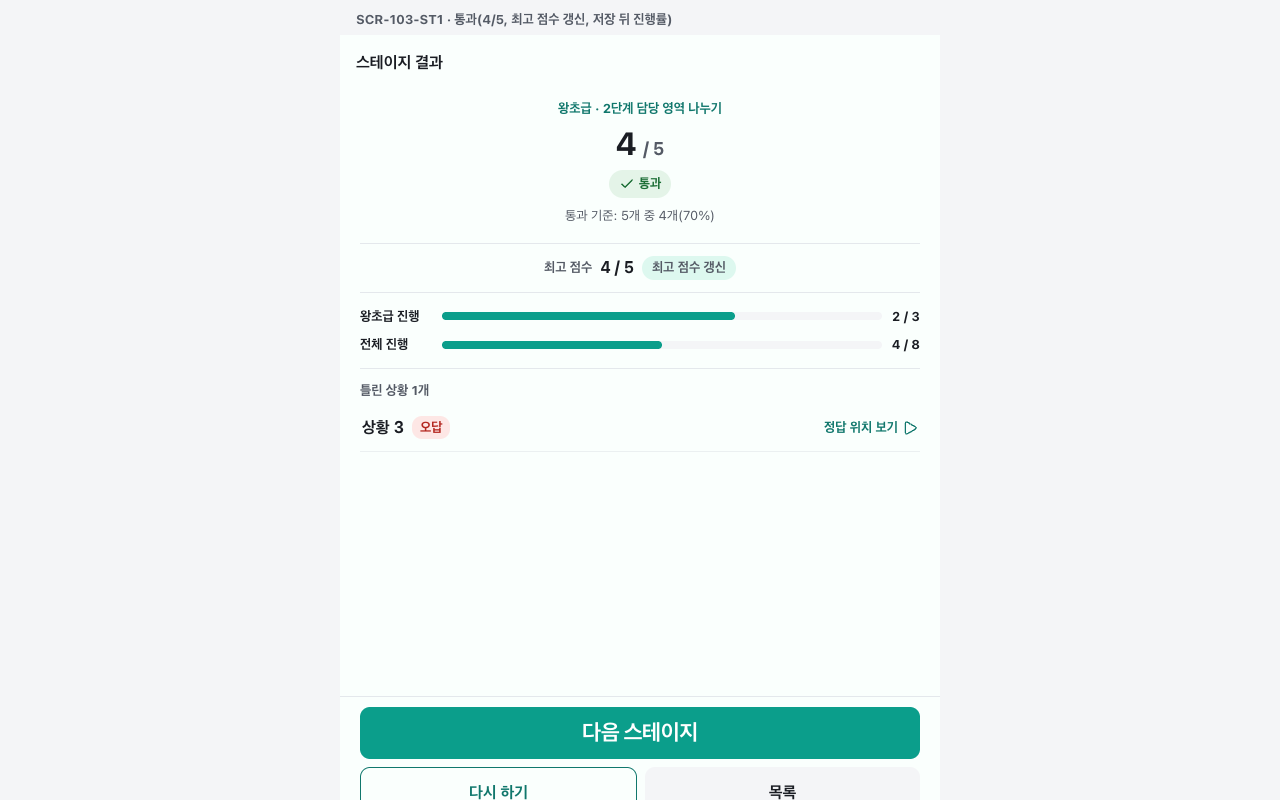 SCR-103-ST1 · 통과(4/5, 최고 점수 갱신, 저장 뒤 진행률)
스테이지 결과
왕초급 · 2단계 담당 영역 나누기
4 / 5
통과
통과 기준: 5개 중 4개(70%)
최고 점수 4 / 5 최고 점수 갱신
왕초급 진행 2 / 3
전체 진행 4 / 8
틀린 상황 1개
상황 3 오답 정답 위치 보기
다음 스테이지
다시 하기 목록